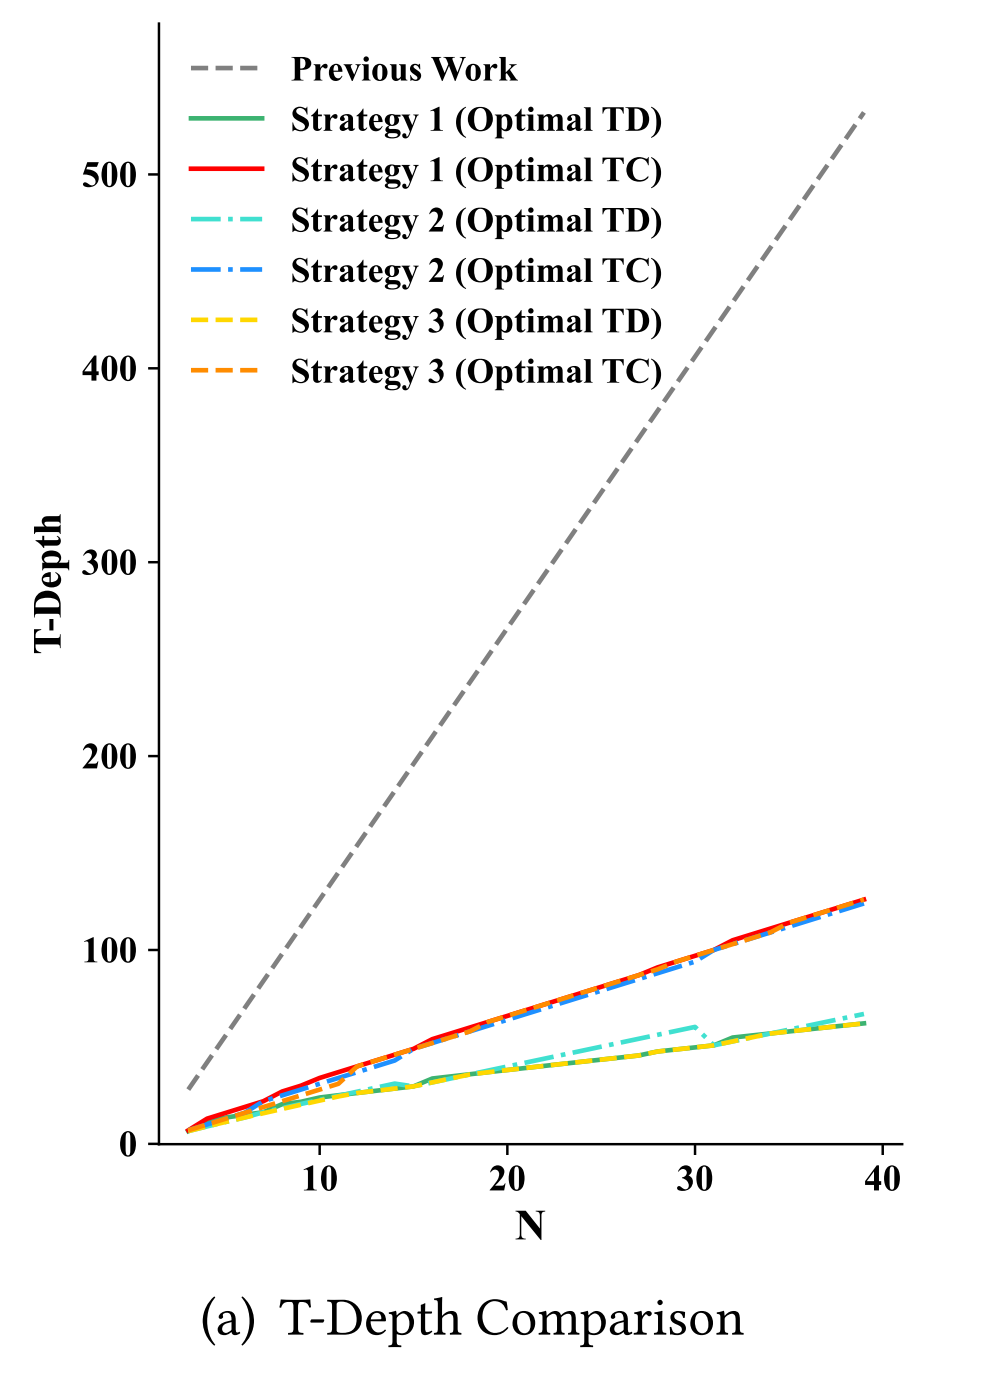 Previous Work
Strategy 1 (Optimal TD)
Strategy 1 (Optimal TC)
Strategy 2 (Optimal TD)
Strategy 2 (Optimal TC)
Strategy 3 (Optimal TD)
Strategy 3 (Optimal TC)
500
400
300
200
100
0
T-Depth
10 20 30 40
N
(a) T-Depth Comparison